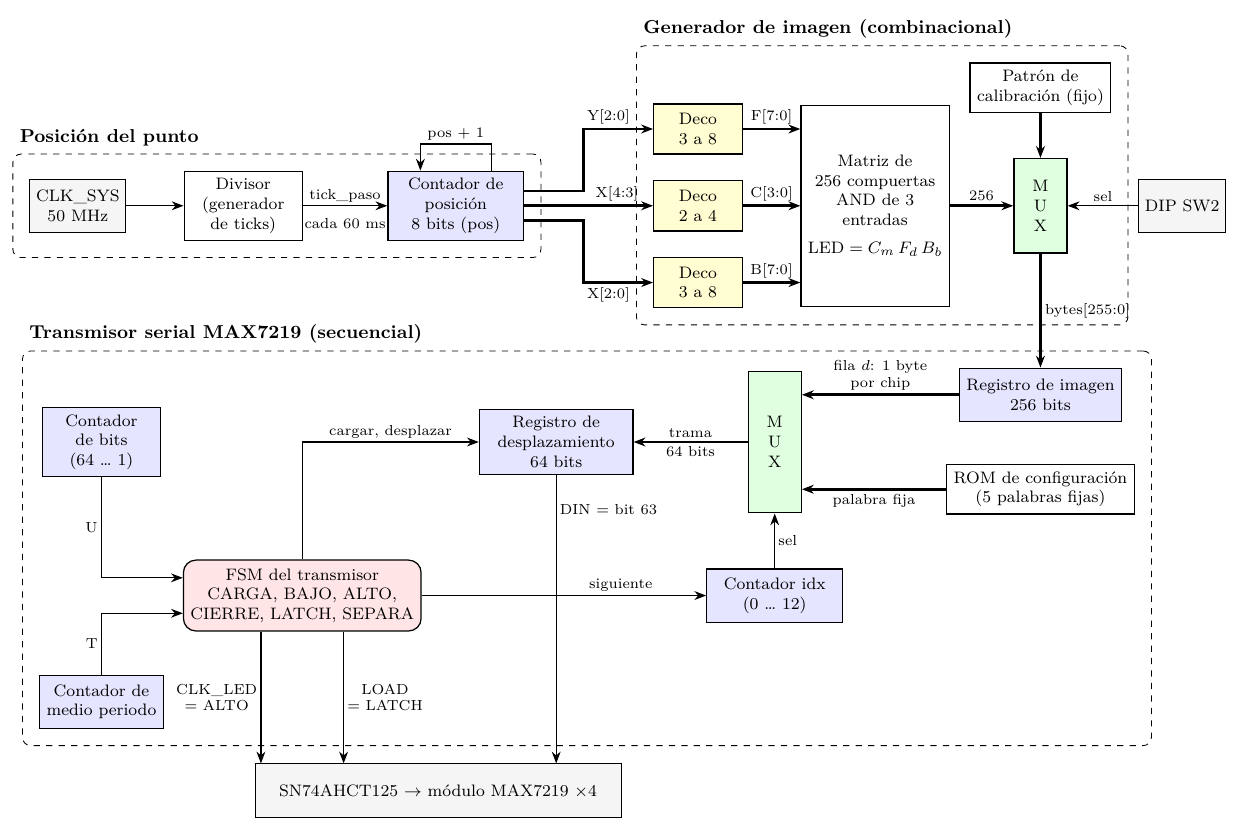 Generador de imagen (combinacional)
Patrón de
calibración (fijo)
Posición del punto
CLK_SYS
50 MHz
Divisor
(generador
de ticks)
tick_paso
cada 60 ms
pos + 1
Contador de
posición
8 bits (pos)
Y[2:0]
X[4:3]
X[2:0]
Deco
3 a 8
Deco
2 a 4
Deco
3 a 8
F[7:0]
C[3:0]
B[7:0]
Matriz de
256 compuertas
AND de 3
entradas
LED = C_m F_d B_b
256
M
U
X
sel
DIP SW2
bytes[255:0]
Transmisor serial MAX7219 (secuencial)
Contador
de bits
(64 … 1)
cargar, desplazar
Registro de
desplazamiento
64 bits
trama
64 bits
M
U
X
fila d: 1 byte
por chip
Registro de imagen
256 bits
ROM de configuración
(5 palabras fijas)
palabra fija
DIN = bit 63
U
sel
FSM del transmisor
CARGA, BAJO, ALTO,
CIERRE, LATCH, SEPARA
siguiente
Contador idx
(0 … 12)
T
Contador de
medio periodo
CLK_LED
= ALTO
LOAD
= LATCH
SN74AHCT125 → módulo MAX7219 ×4